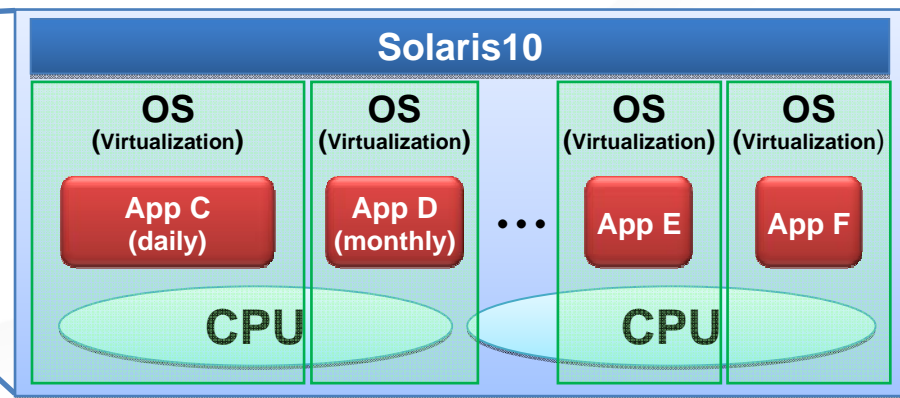 Solaris10
OS
(Virtualization)
App C
(daily)
OS
(Virtualization)
App D
(monthly)
...
OS
(Virtualization)
App E
OS
(Virtualization)
App F
CPU
CPU